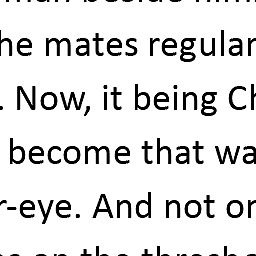 he mates regular
. Now, it being Ch
become that wa
r-eye. And not or